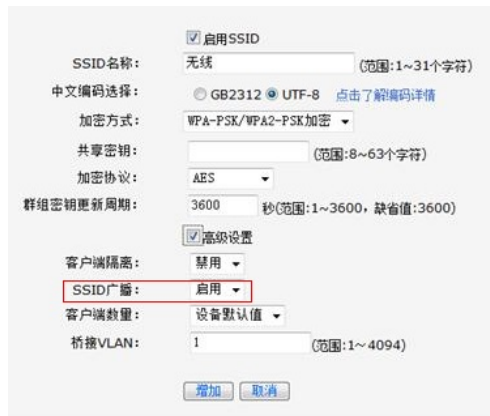 启用SSID
SSID名称： 无线 (范围:1~31个字符)
中文编码选择： GB2312 UTF-8 点击了解编码详情
加密方式： WPA-PSK/WPA2-PSK加密
共享密钥： (范围:8~63个字符)
加密协议： AES
群组密钥更新周期： 3600 秒(范围:1~3600，缺省值:3600)
高级设置
客户端隔离： 禁用
SSID广播： 启用
客户端数量： 设备默认值
桥接VLAN： 1 (范围:1~4094)
增加 取消